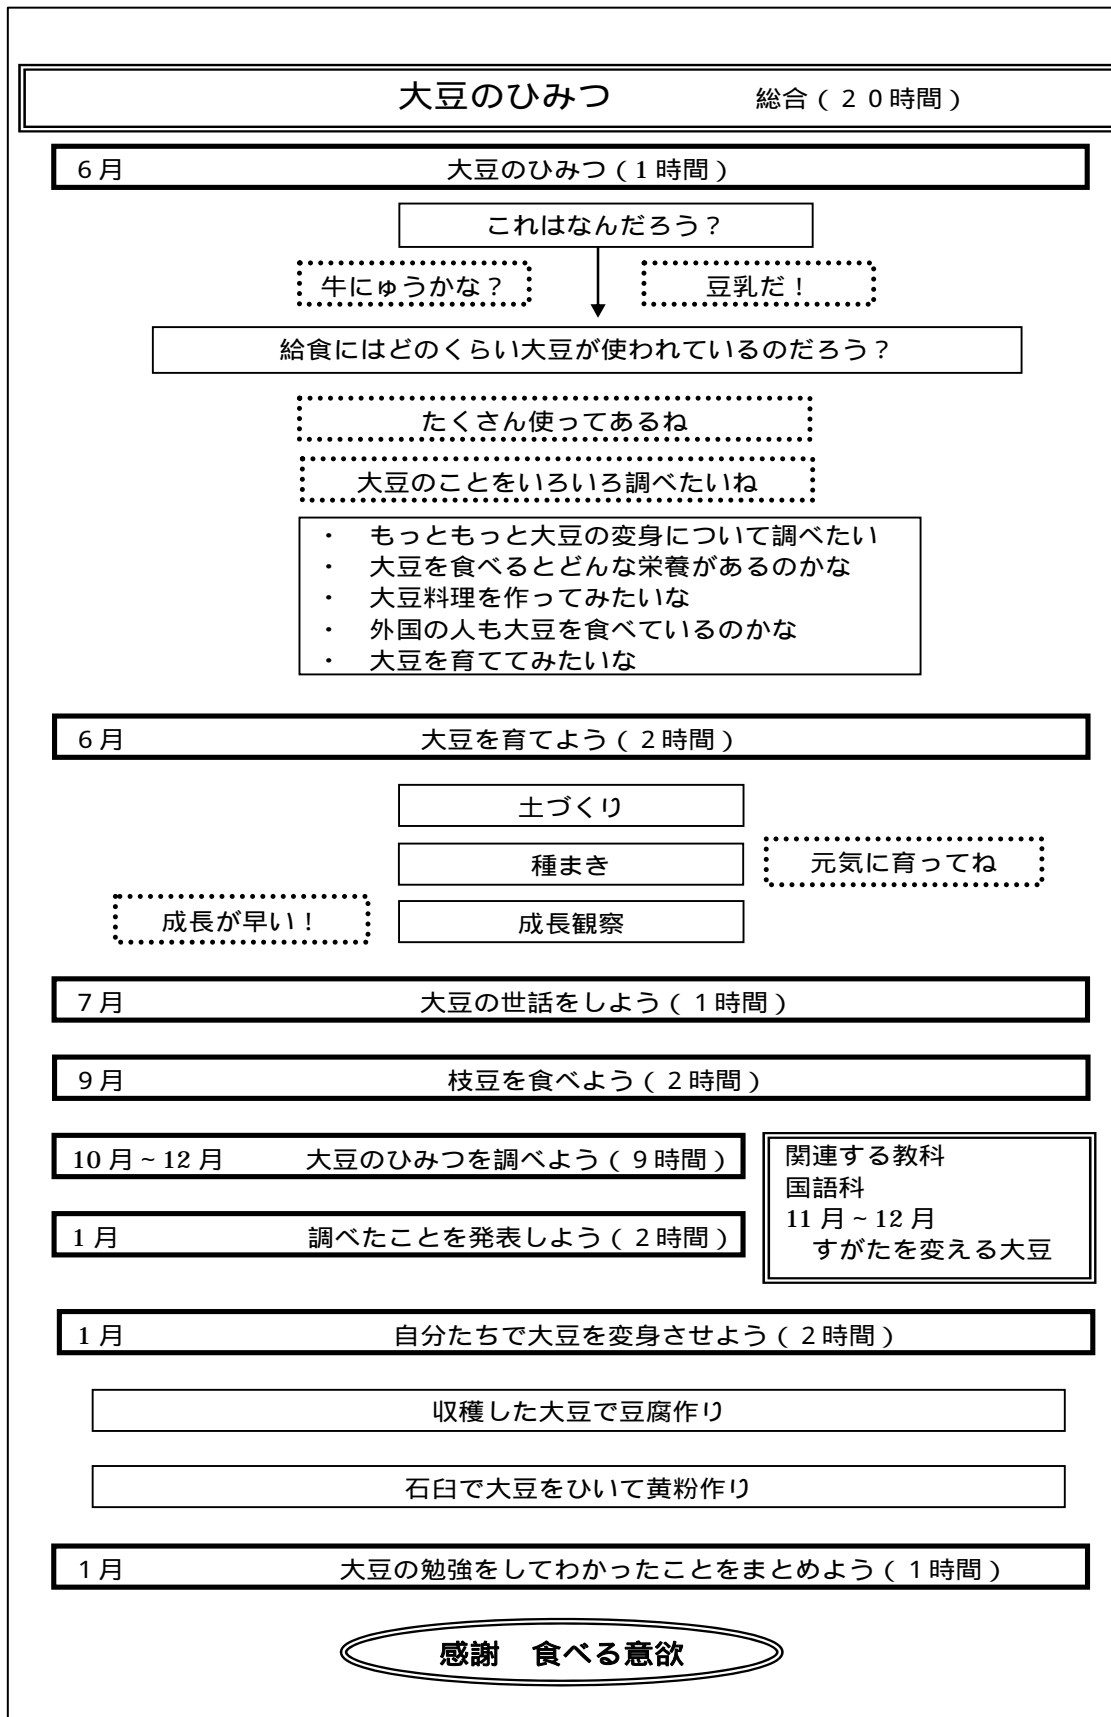 大豆のひみつ 総合（２０時間）
６月 大豆のひみつ（1時間）
これはなんだろう？
牛にゅうかな？ 豆乳だ！
給食にはどのくらい大豆が使われているのだろう？
たくさん使ってあるね
大豆のことをいろいろ調べたいね
・ もっともっと大豆の変身について調べたい
・ 大豆を食べるとどんな栄養があるのかな
・ 大豆料理を作ってみたいな
・ 外国の人も大豆を食べているのかな
・ 大豆を育ててみたいな
６月 大豆を育てよう（２時間）
土づくり
種まき 元気に育ってね
成長が早い！ 成長観察
７月 大豆の世話をしよう（１時間）
９月 枝豆を食べよう（２時間）
10月~12月 大豆のひみつを調べよう（９時間）
1月 調べたことを発表しよう（２時間）
関連する教科
国語科
11月~12月
すがたを変える大豆
1月 自分たちで大豆を変身させよう（２時間）
収穫した大豆で豆腐作り
石臼で大豆をひいて黄粉作り
１月 大豆の勉強をしてわかったことをまとめよう（１時間）
感謝 食べる意欲